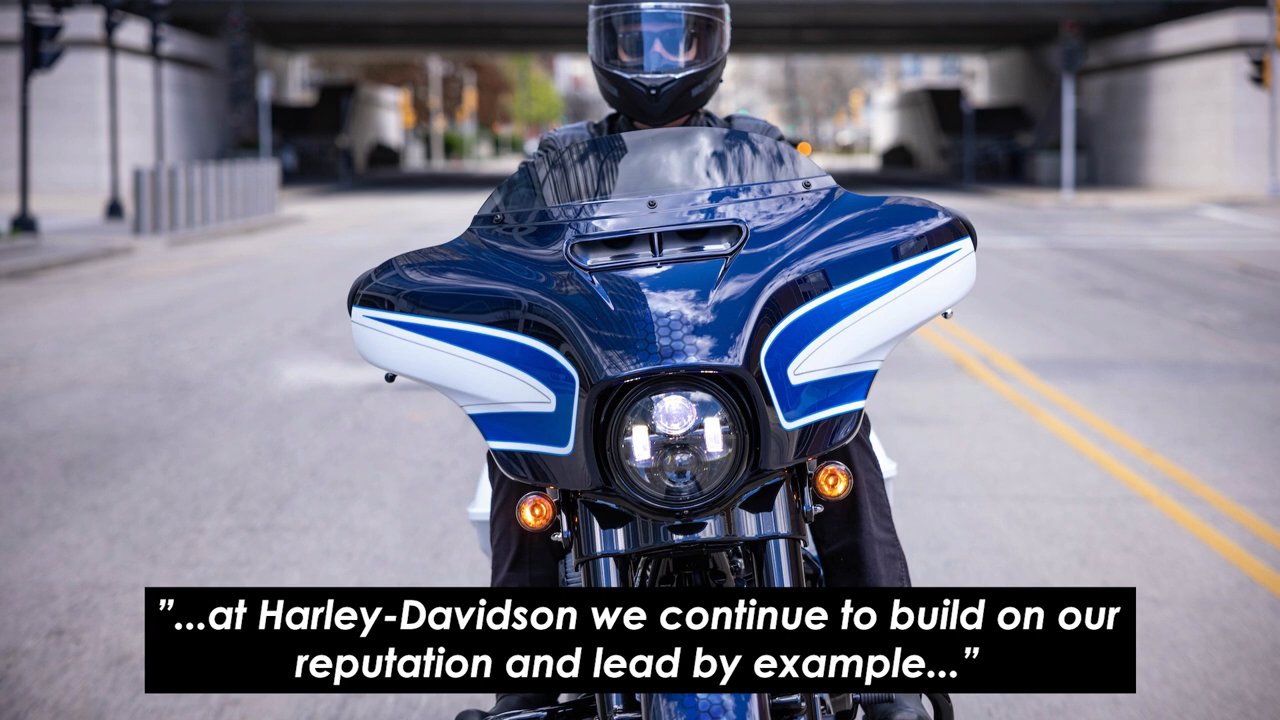 ”...at Harley-Davidson we continue to build on our
reputation and lead by example...”